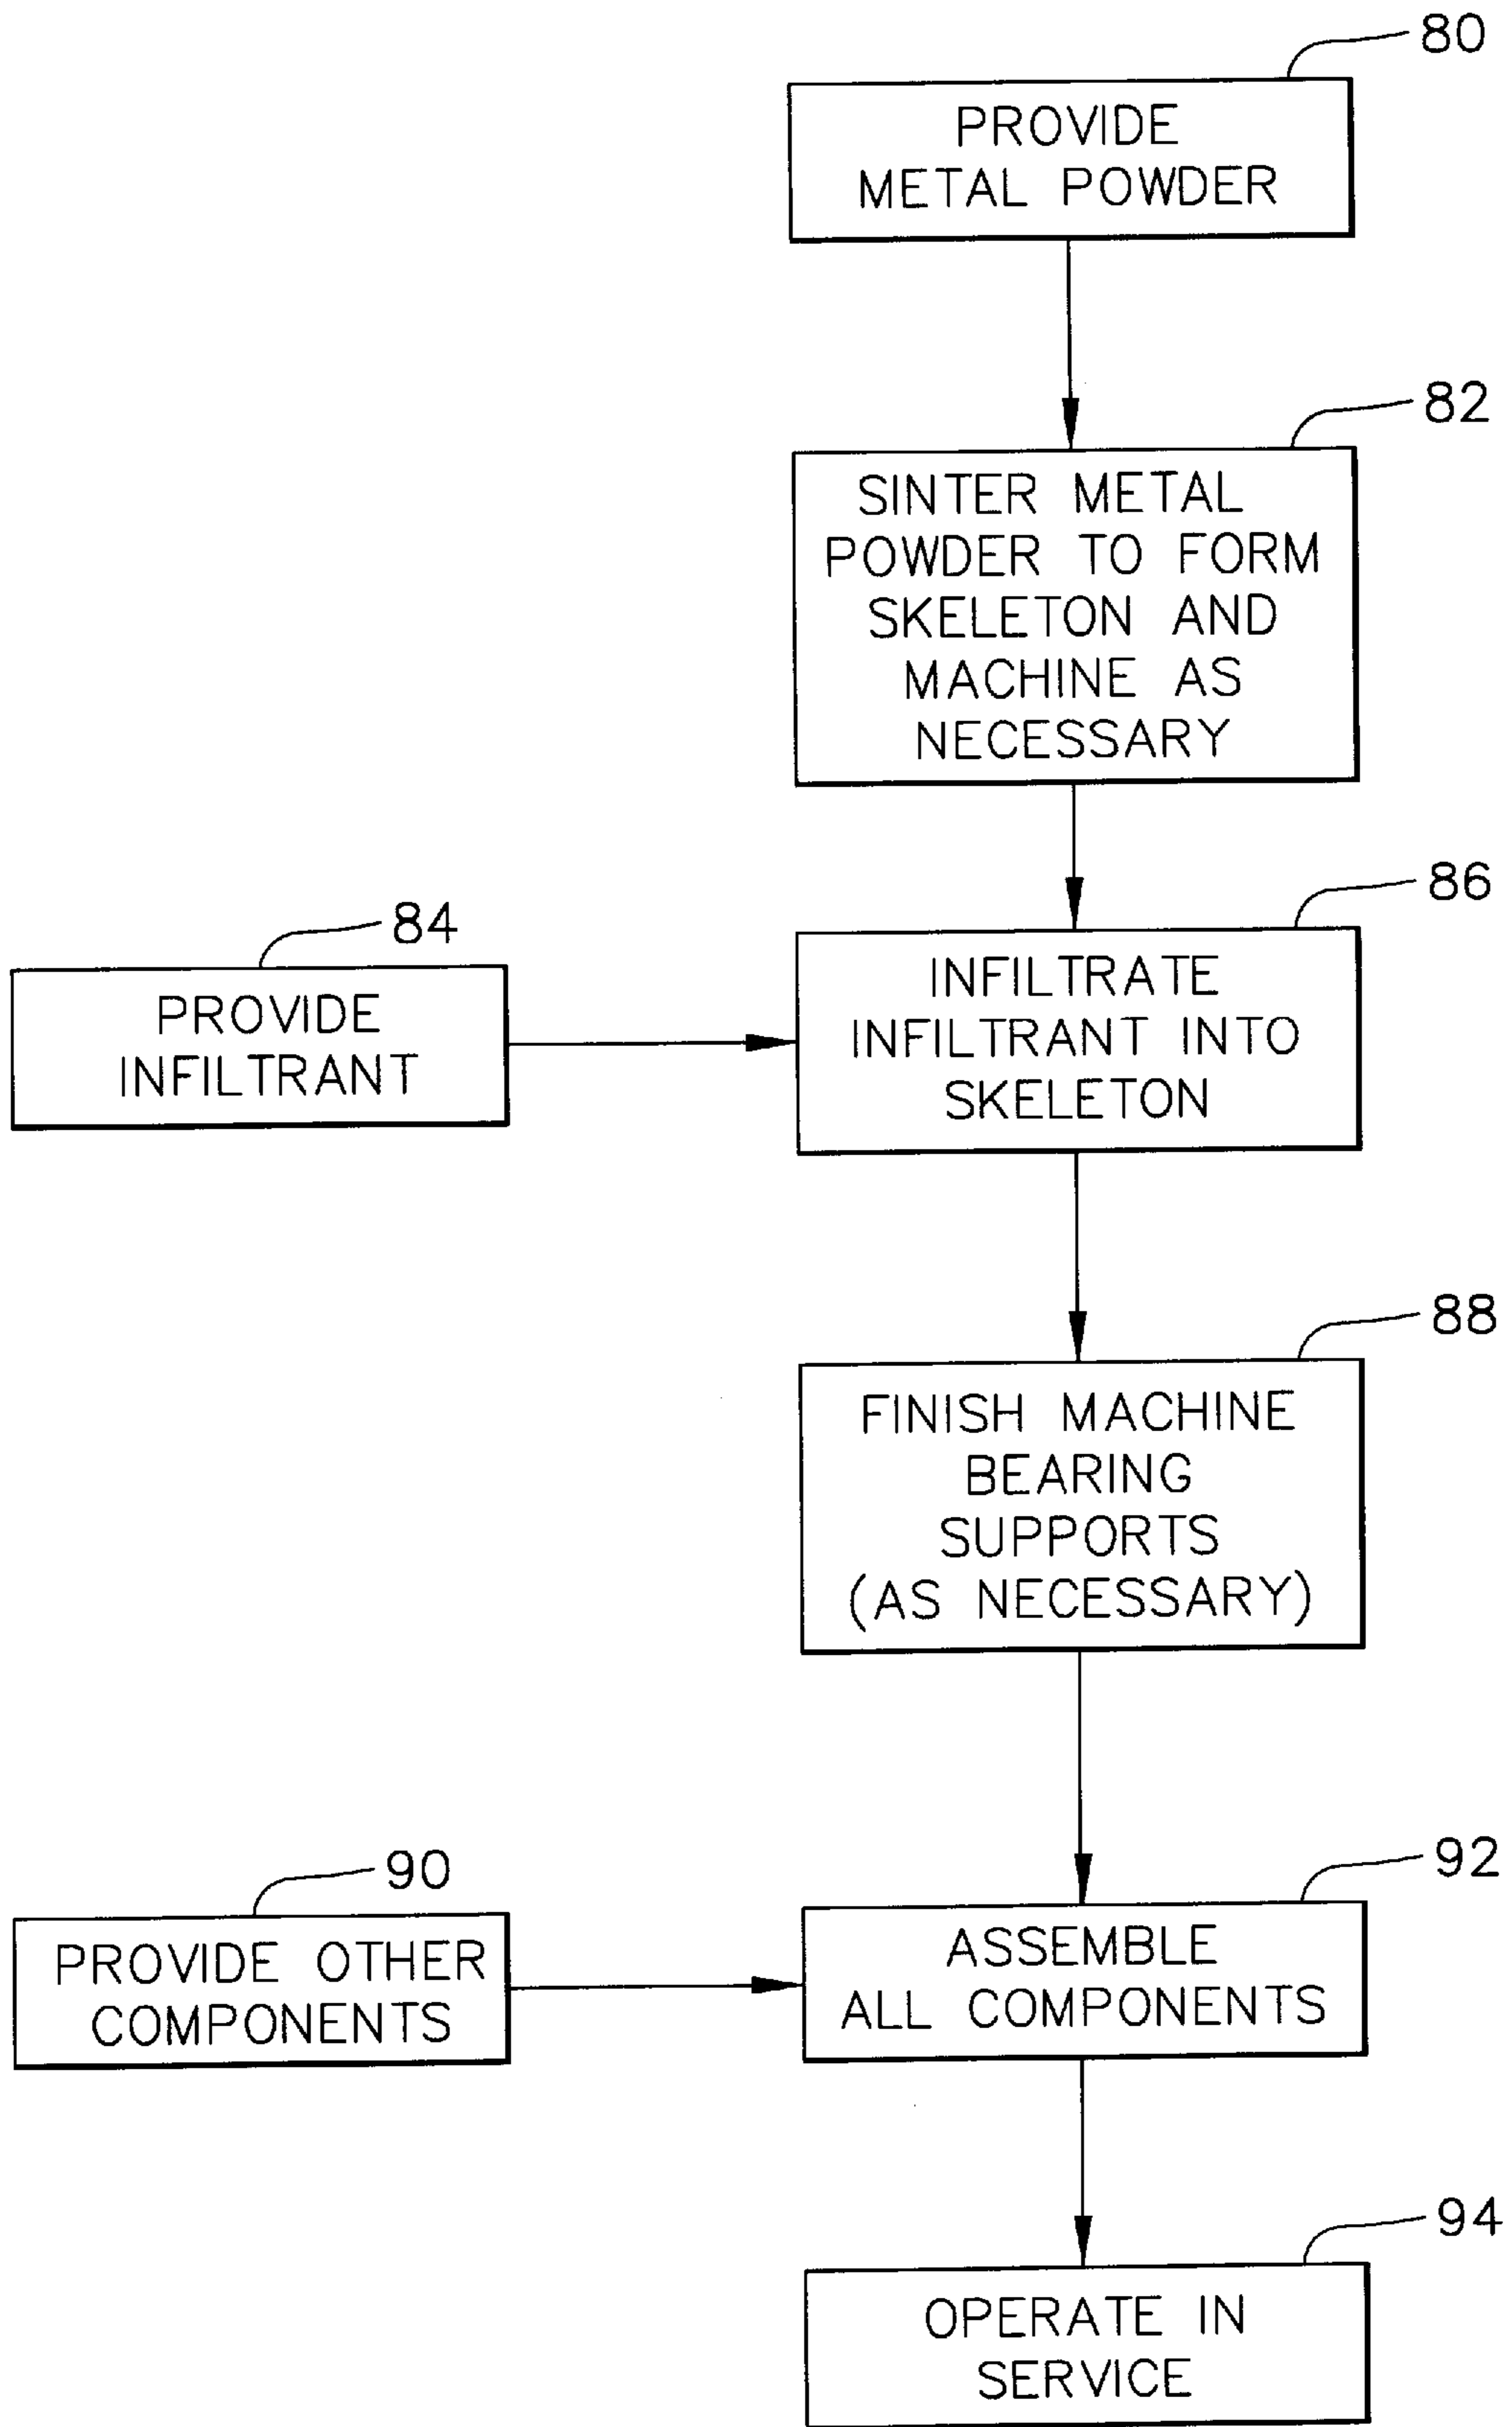 80
PROVIDE
METAL POWDER
82
SINTER METAL
POWDER TO FORM
SKELETON AND
MACHINE AS
NECESSARY
84
PROVIDE
INFILTRANT
86
INFILTRATE
INFILTRANT INTO
SKELETON
88
FINISH MACHINE
BEARING
SUPPORTS
(AS NECESSARY)
90
PROVIDE OTHER
COMPONENTS
92
ASSEMBLE
ALL COMPONENTS
94
OPERATE IN
SERVICE